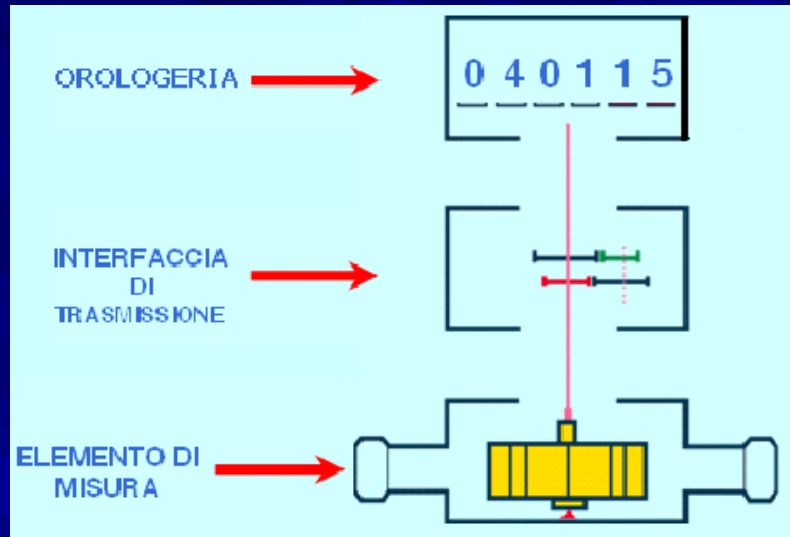 OROLOGERIA
0 4 0 1 1 5
INTERFACCIA
DI
TRASMISSIONE
ELEMENTO DI
MISURA